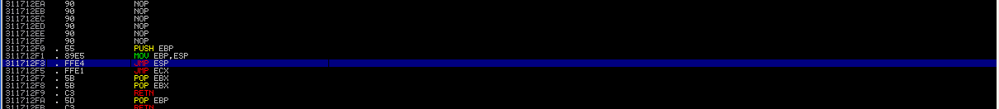 311712EA 90 NOP
311712EB 90 NOP
311712EC 90 NOP
311712ED 90 NOP
311712EE 90 NOP
311712EF 90 NOP
311712F0 . 55 PUSH EBP
311712F1 . 89E5 MOV EBP,ESP
311712F3 . FFE4 JMP ESP
311712F5 . FFE1 JMP ECX
311712F7 . 5B POP EBX
311712F8 . 5B POP EBX
311712F9 . C3 RETN
311712FA . 5D POP EBP
311712FB . C3 RETN